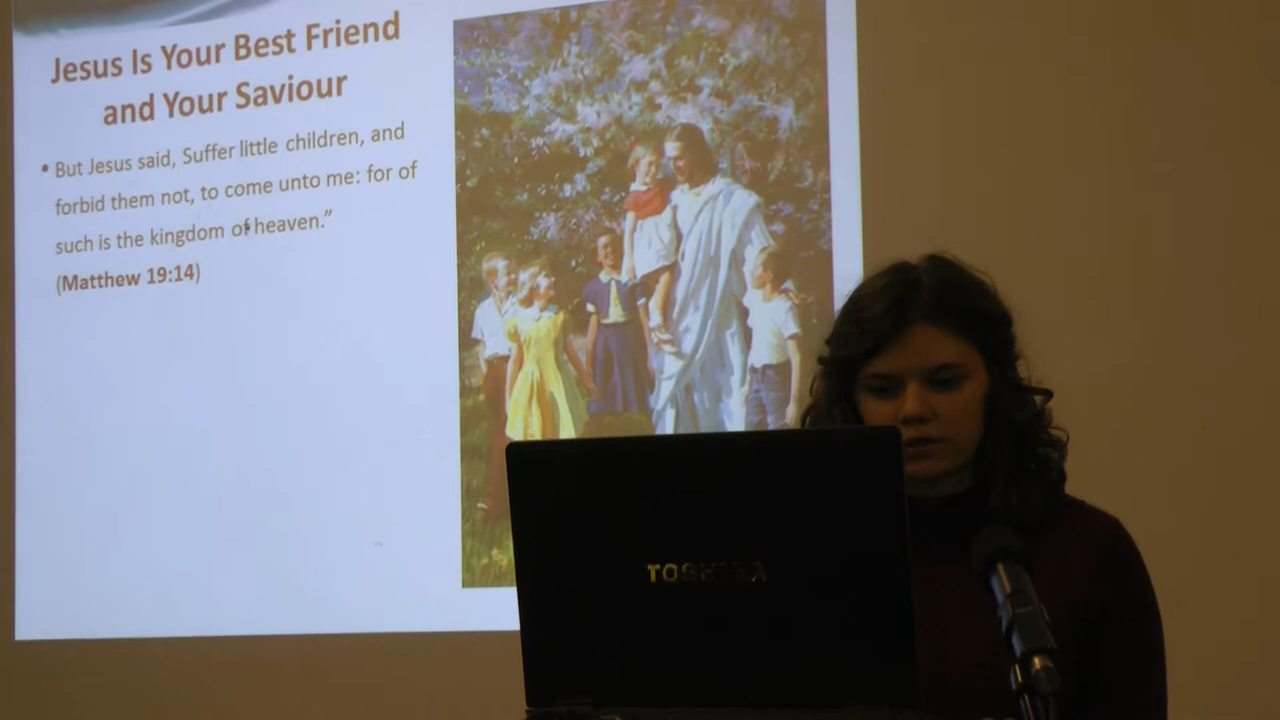 Jesus Is Your Best Friend
and Your Saviour
• But Jesus said, Suffer little children, and
forbid them not, to come unto me: for of
such is the kingdom of heaven.”
(Matthew 19:14)
TOSHIBA